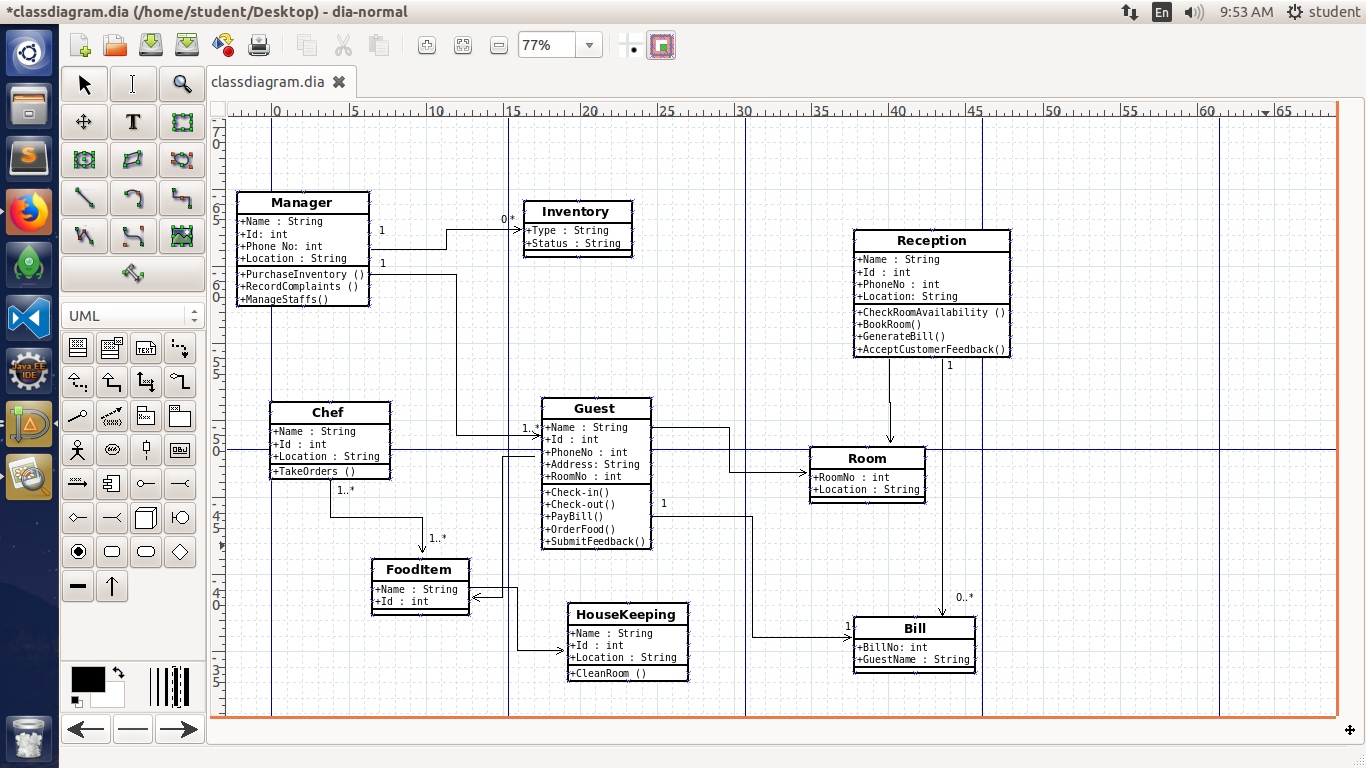 *classdiagram.dia (/home/student/Desktop) - dia-normal
En
9:53 AM
student
77%
classdiagram.dia
0 5 10 15 20 25 30 35 40 45 50 55 60 65
UML
TEXT
OBJ
Java EE
IDE
Manager
+Name : String
+Id: int
+Phone No: int
+Location : String
+PurchaseInventory ()
+RecordComplaints ()
+ManageStaffs()
1
1
0 *
Inventory
+Type : String
+Status : String
Reception
+Name : String
+Id : int
+PhoneNo : int
+Location: String
+CheckRoomAvailability ()
+BookRoom()
+GenerateBill()
+AcceptCustomerFeedback()
1
Chef
+Name : String
+Id : int
+Location : String
+TakeOrders ()
1..*
1..*
1..*
Guest
+Name : String
+Id : int
+PhoneNo : int
+Address: String
+RoomNo : int
+Check-in()
+Check-out()
+PayBill()
+OrderFood()
+SubmitFeedback()
1
Room
+RoomNo : int
+Location : String
FoodItem
+Name : String
+Id : int
HouseKeeping
+Name : String
+Id : int
+Location : String
+CleanRoom ()
0..*
1
Bill
+BillNo: int
+GuestName : String